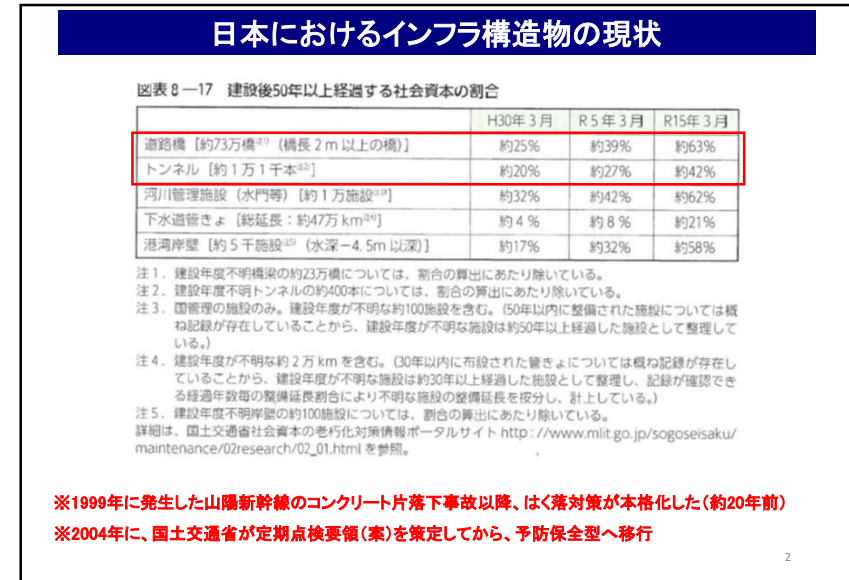 日本におけるインフラ構造物の現状
図表8―17 建設後50年以上経過する社会資本の割合
H30年3月 R5年3月 R15年3月
道路橋［約73万橋注1)（橋長2m以上の橋)］ 約25% 約39% 約63%
トンネル［約1万1千本注2)］ 約20% 約27% 約42%
河川管理施設（水門等）［約1万施設注3)］ 約32% 約42% 約62%
下水道管きょ［総延長：約47万km注4)］ 約4% 約8% 約21%
港湾岸壁［約5千施設注5)（水深－4.5m以深)］ 約17% 約32% 約58%
注1．建設年度不明橋梁の約23万橋については、割合の算出にあたり除いている。
注2．建設年度不明トンネルの約400本については、割合の算出にあたり除いている。
注3．国管理の施設のみ。建設年度が不明な約100施設を含む。(50年以内に整備された施設については概
ね記録が存在していることから、建設年度が不明な施設は約50年以上経過した施設として整理して
いる。)
注4．建設年度が不明な約2万kmを含む。(30年以内に布設された管きょについては概ね記録が存在し
ていることから、建設年度が不明な施設は約30年以上経過した施設として整理し、記録が確認でき
る経過年数毎の整備延長割合により不明な施設の整備延長を按分し、計上している。)
注5．建設年度不明岸壁の約100施設については、割合の算出にあたり除いている。
詳細は、国土交通省社会資本の老朽化対策情報ポータルサイト http：//www.mlit.go.jp/sogoseisaku/
maintenance/02research/02_01.html を参照。
※1999年に発生した山陽新幹線のコンクリート片落下事故以降、はく落対策が本格化した（約20年前）
※2004年に、国土交通省が定期点検要領（案）を策定してから、予防保全型へ移行
2